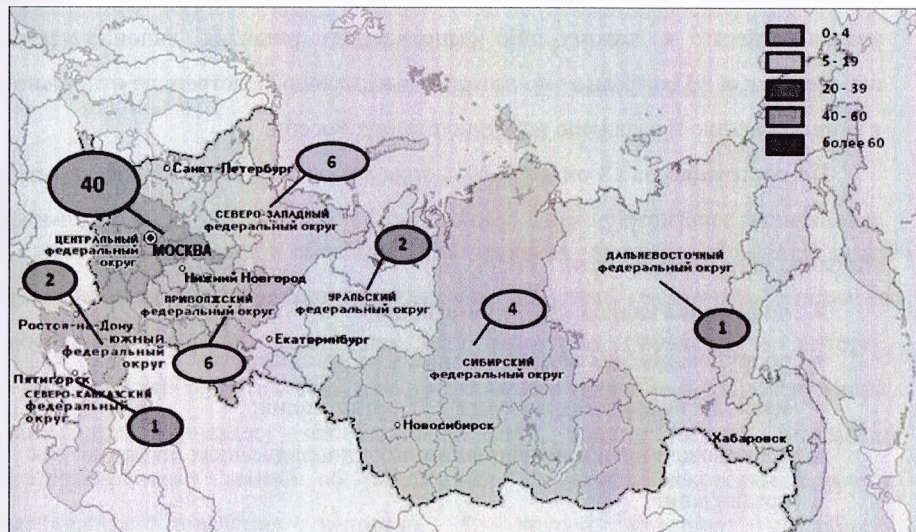 0 - 4
5 - 19
20 - 39
40 - 60
более 60
Санкт-Петербург
6
40
СЕВЕРО-ЗАПАДНЫЙ
федеральный округ
ЦЕНТРАЛЬНЫЙ
федеральный
округ
МОСКВА
2
ДАЛЬНЕВОСТОЧНЫЙ
федеральный округ
Нижний Новгород
2
ПРИВОЛЖСКИЙ
федеральный округ
УРАЛЬСКИЙ
федеральный округ
4
1
Ростов-на-Дону
ЮЖНЫЙ
федеральный
округ
Екатеринбург
6
СИБИРСКИЙ
федеральный округ
Пятигорск
СЕВЕРО-КАВКАЗСКИЙ
федеральный
округ
1
Новосибирск
Хабаровск